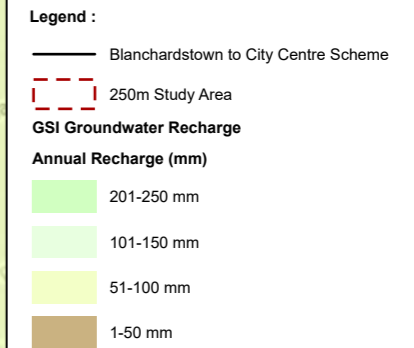 Legend :
Blanchardstown to City Centre Scheme
250m Study Area
GSI Groundwater Recharge
Annual Recharge (mm)
201-250 mm
101-150 mm
51-100 mm
1-50 mm